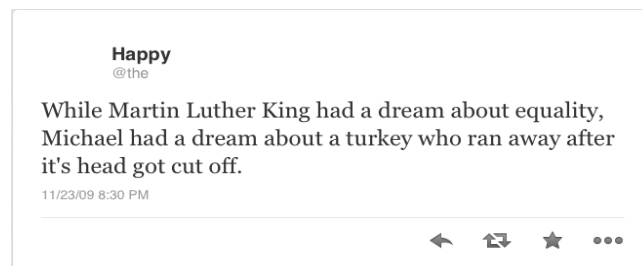 Happy
@the
While Martin Luther King had a dream about equality,
Michael had a dream about a turkey who ran away after
it's head got cut off.
11/23/09 8:30 PM